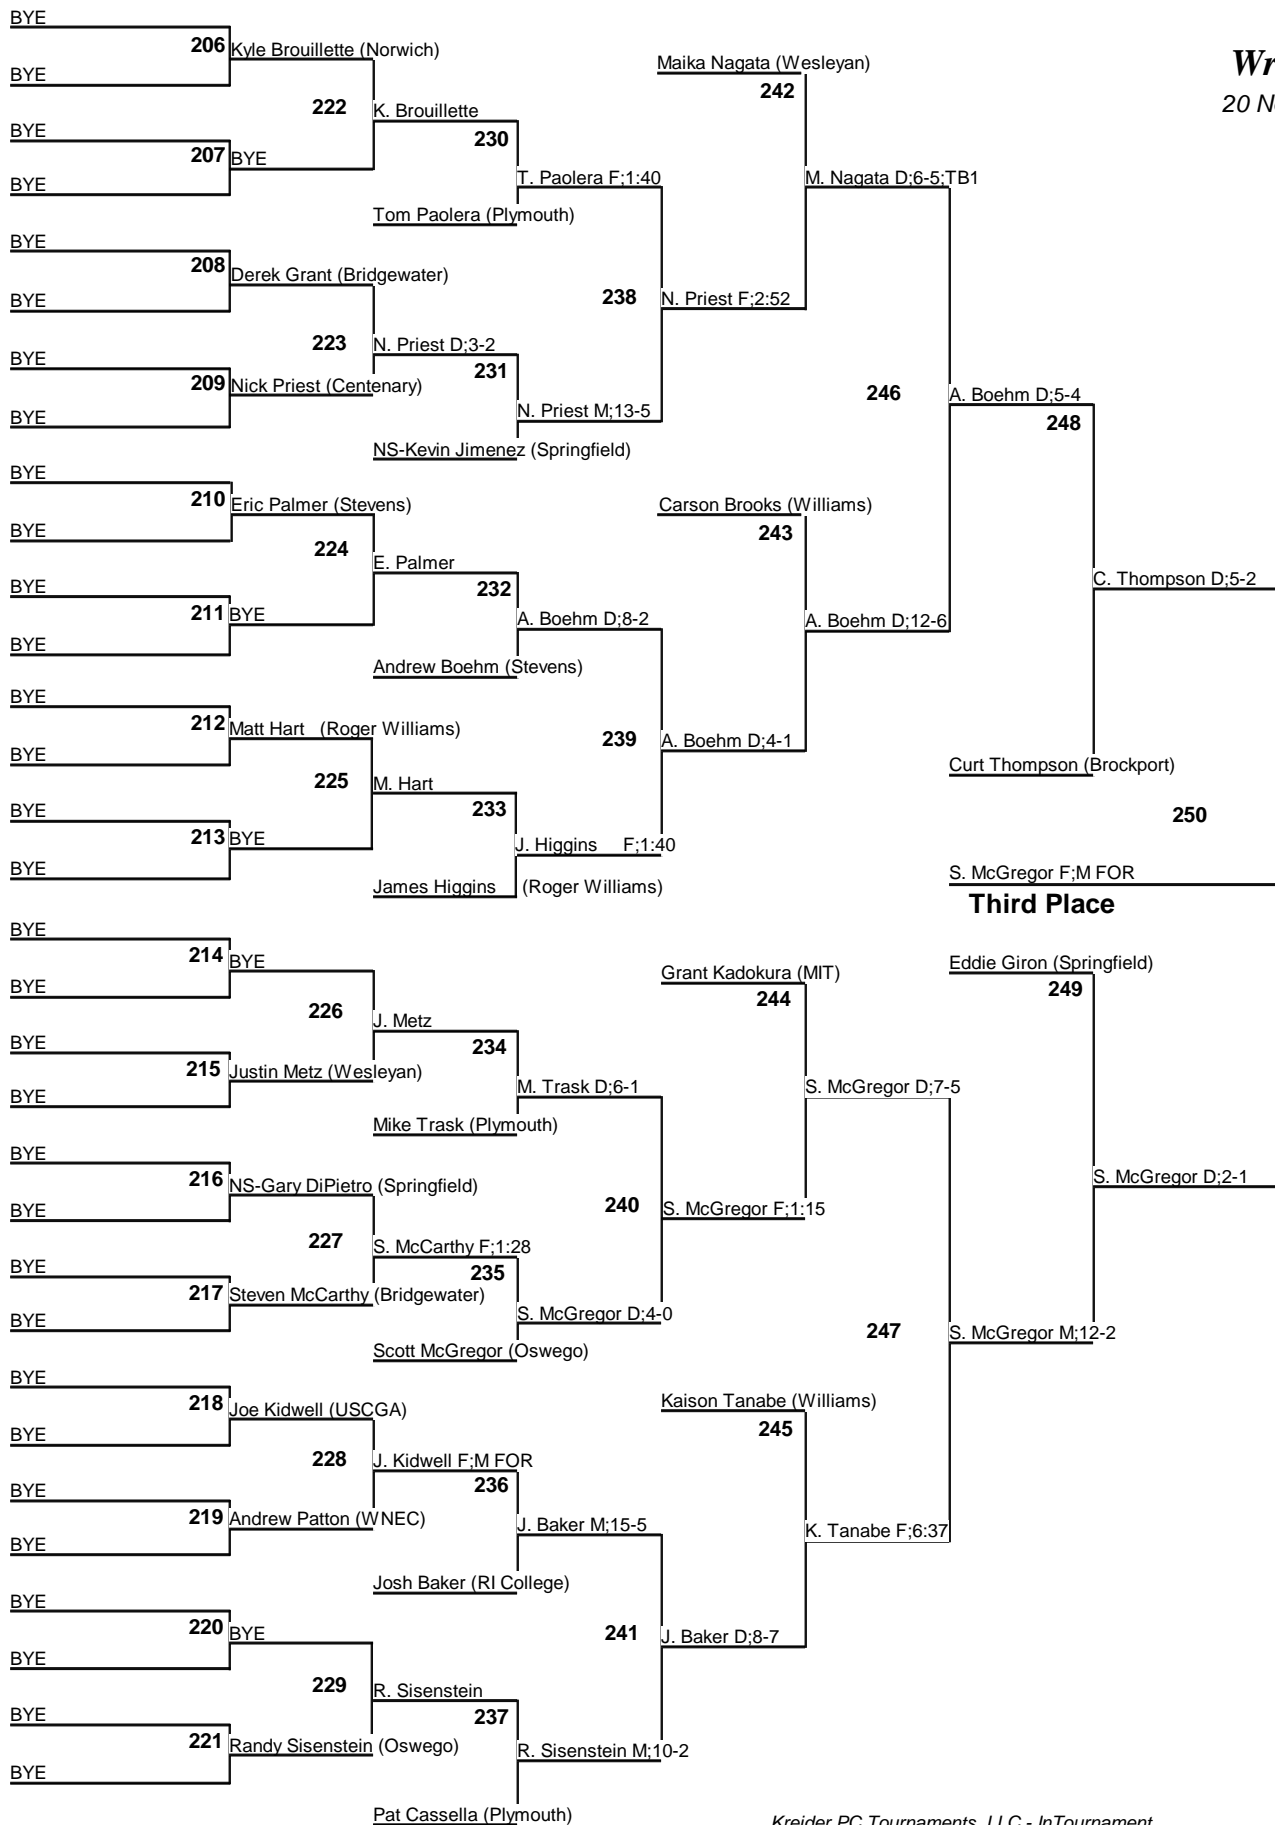 BYE
206 Kyle Brouillette (Norwich)
BYE
Maika Nagata (Wesleyan)
242
222 K. Brouillette
20
BYE
230
207 BYE
BYE
T. Paolera F;1:40
M. Nagata D;6-5;TB1
Tom Paolera (Plymouth)
BYE
208 Derek Grant (Bridgewater)
BYE
238 N. Priest F;2:52
223 N. Priest D;3-2
BYE
231
209 Nick Priest (Centenary)
246 A. Boehm D;5-4
BYE
N. Priest M;13-5
248
NS-Kevin Jimenez (Springfield)
BYE
210 Eric Palmer (Stevens)
Carson Brooks (Williams)
BYE
243
224 E. Palmer
C. Thompson D;5-2
BYE
232
211 BYE
A. Boehm D;8-2
A. Boehm D;12-6
BYE
Andrew Boehm (Stevens)
BYE
212 Matt Hart (Roger Williams)
239 A. Boehm D;4-1
BYE
Curt Thompson (Brockport)
225 M. Hart
BYE
233
250
213 BYE
J. Higgins F;1:40
BYE
James Higgins (Roger Williams)
S. McGregor F;M FOR
Third Place
BYE
214 BYE
Grant Kadokura (MIT)
Eddie Giron (Springfield)
BYE
244
249
226 J. Metz
BYE
234
215 Justin Metz (Wesleyan)
M. Trask D;6-1
S. McGregor D;7-5
BYE
Mike Trask (Plymouth)
BYE
216 NS-Gary DiPietro (Springfield)
S. McGregor D;2-1
BYE
240 S. McGregor F;1:15
227 S. McCarthy F;1:28
BYE
235
217 Steven McCarthy (Bridgewater)
BYE
S. McGregor D;4-0
247 S. McGregor M;12-2
Scott McGregor (Oswego)
BYE
218 Joe Kidwell (USCGA)
Kaison Tanabe (Williams)
BYE
245
228 J. Kidwell F;M FOR
BYE
236
219 Andrew Patton (WNEC)
J. Baker M;15-5
K. Tanabe F;6:37
BYE
Josh Baker (RI College)
BYE
220 BYE
241 J. Baker D;8-7
BYE
229 R. Sisenstein
BYE
237
221 Randy Sisenstein (Oswego)
R. Sisenstein M;10-2
BYE
Pat Cassella (Plymouth)
Kreider PC Tournaments, LLC - InTournament